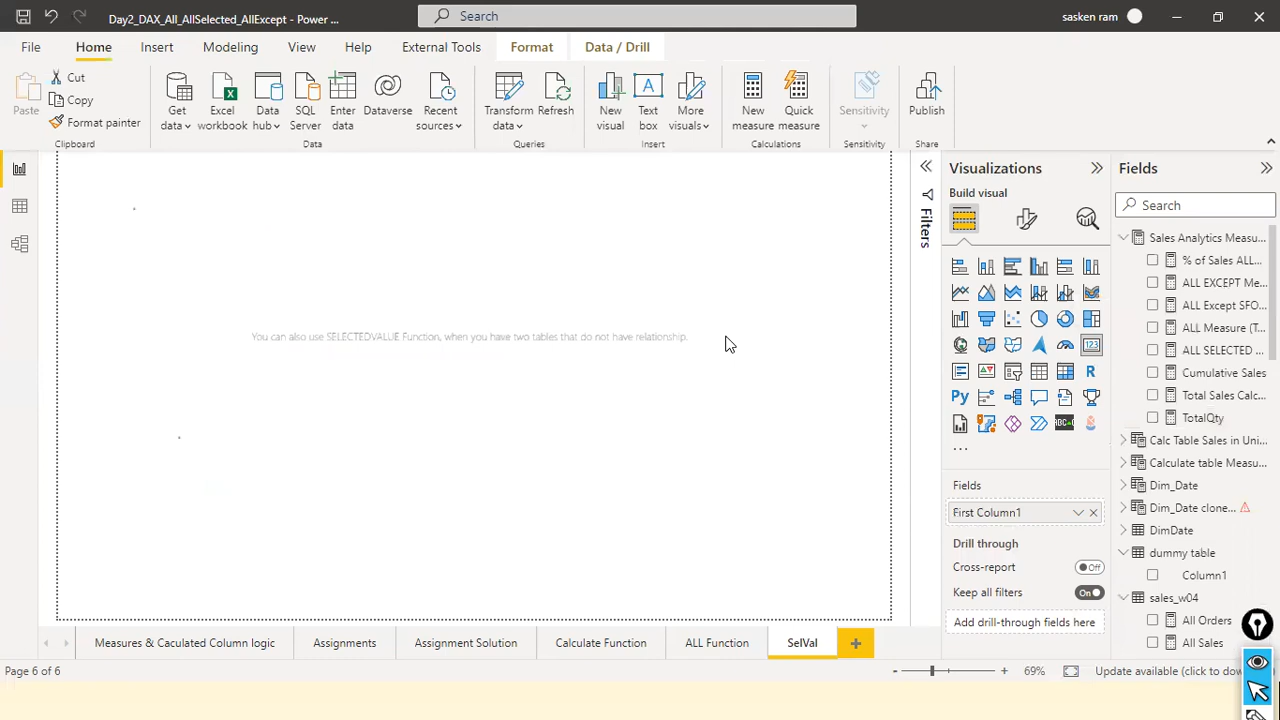 Day2_DAX_All_AllSelected_AllExcept - Power ...
Search
sasken ram
File
Home
Insert
Modeling
View
Help
External Tools
Format
Data / Drill
Paste
Cut
Copy
Format painter
Clipboard
Get data
Excel workbook
Data hub
SQL Server
Enter data
Dataverse
Recent sources
Data
Transform data
Refresh
Queries
New visual
Text box
More visuals
Insert
New measure
Quick measure
Calculations
Sensitivity
Sensitivity
Publish
Share
You can also use SELECTEDVALUE Function, when you have two tables that do not have relationship.
Filters
Visualizations
Build visual
123
R
Py
ABC
...
Fields
First Column1
Drill through
Cross-report
Off
Keep all filters
On
Add drill-through fields here
Fields
Search
Sales Analytics Measu...
% of Sales ALL...
ALL EXCEPT Me...
ALL Except SFO...
ALL Measure (T...
ALL SELECTED ...
Cumulative Sales
Total Sales Calc...
TotalQty
Calc Table Sales in Uni...
Calculate table Measu...
Dim_Date
Dim_Date clone...
DimDate
dummy table
Column1
sales_w04
All Orders
All Sales
Measures & Caculated Column logic
Assignments
Assignment Solution
Calculate Function
ALL Function
SelVal
Page 6 of 6
- + 69%
Update available (click to dow